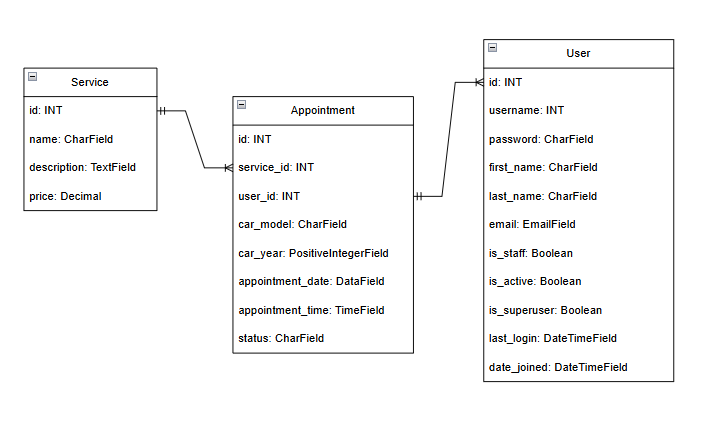 Service
id: INT
name: CharField
description: TextField
price: Decimal
Appointment
id: INT
service_id: INT
user_id: INT
car_model: CharField
car_year: PositiveIntegerField
appointment_date: DataField
appointment_time: TimeField
status: CharField
User
id: INT
username: INT
password: CharField
first_name: CharField
last_name: CharField
email: EmailField
is_staff: Boolean
is_active: Boolean
is_superuser: Boolean
last_login: DateTimeField
date_joined: DateTimeField